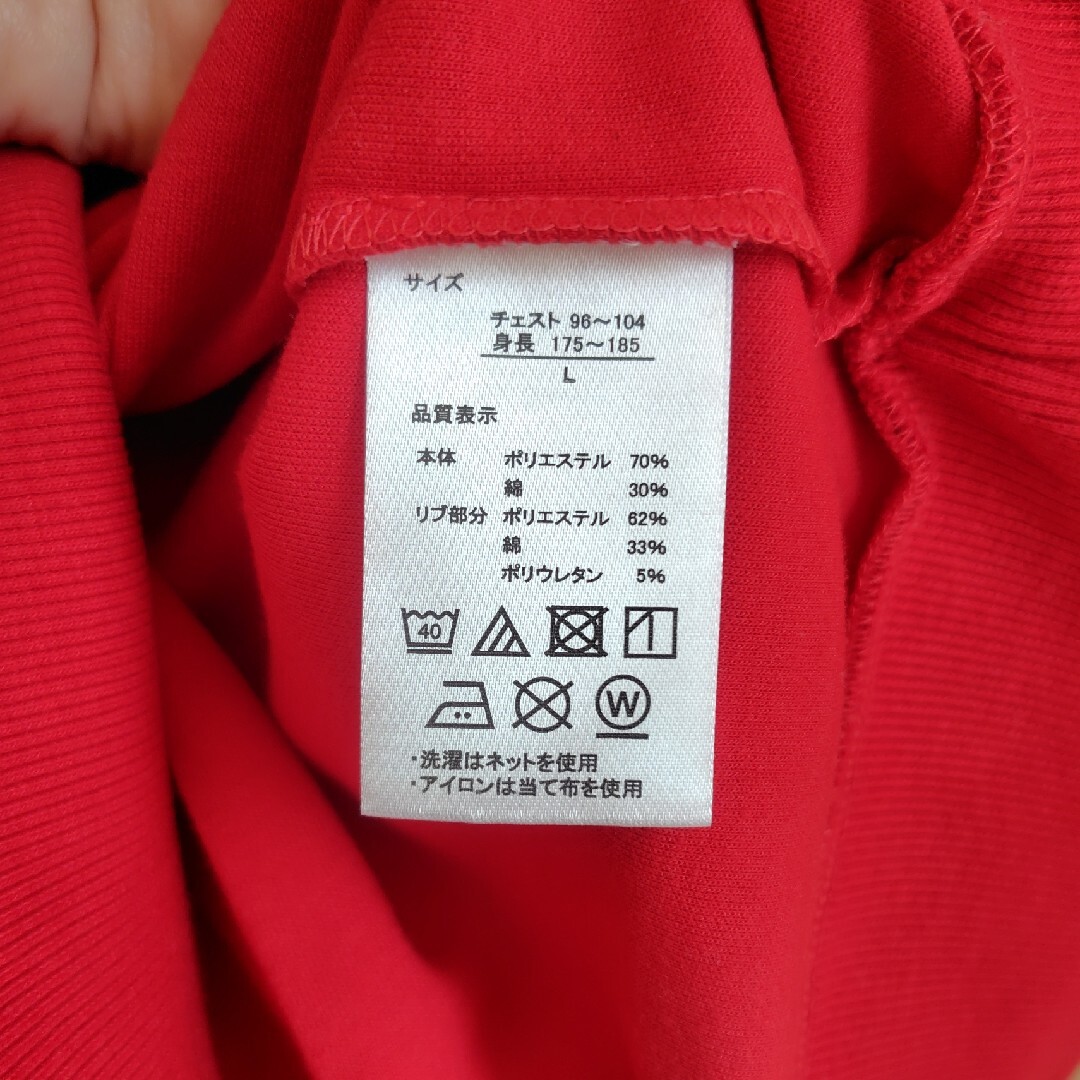 サイズ
チェスト 96～104
身長 175～185
L
品質表示
本体 ポリエステル 70%
綿 30%
リブ部分 ポリエステル 62%
綿 33%
ポリウレタン 5%
40
W
・洗濯はネットを使用
・アイロンは当て布を使用